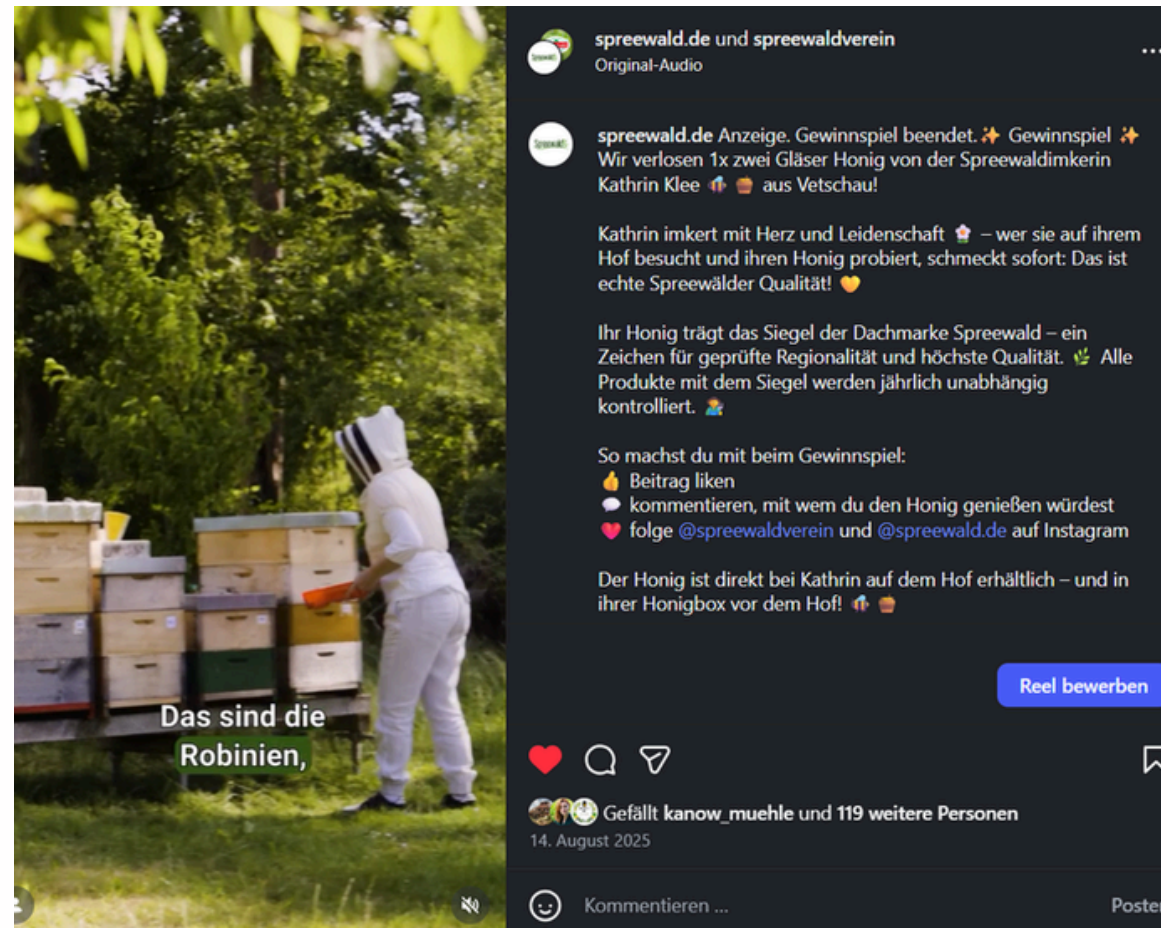 spreewald.de und spreewaldverein
Original-Audio
spreewald.de Anzeige. Gewinnspiel beendet.✨ Gewinnspiel ✨
Wir verlosen 1x zwei Gläser Honig von der Spreewaldimkerin
Kathrin Klee 🐝 🍯 aus Vetschau!
Kathrin imkert mit Herz und Leidenschaft 🌼 – wer sie auf ihrem
Hof besucht und ihren Honig probiert, schmeckt sofort: Das ist
echte Spreewälder Qualität! 💛
Ihr Honig trägt das Siegel der Dachmarke Spreewald – ein
Zeichen für geprüfte Regionalität und höchste Qualität. 🌿 Alle
Produkte mit dem Siegel werden jährlich unabhängig
kontrolliert. 👩‍🌾
So machst du mit beim Gewinnspiel:
👍 Beitrag liken
💬 kommentieren, mit wem du den Honig genießen würdest
❤️ folge @spreewaldverein und @spreewald.de auf Instagram
Der Honig ist direkt bei Kathrin auf dem Hof erhältlich – und in
ihrer Honigbox vor dem Hof! 🐝 🍯
Reel bewerben
Das sind die
Robinien,
Gefällt kanow_muehle und 119 weitere Personen
14. August 2025
Kommentieren ...
Poste